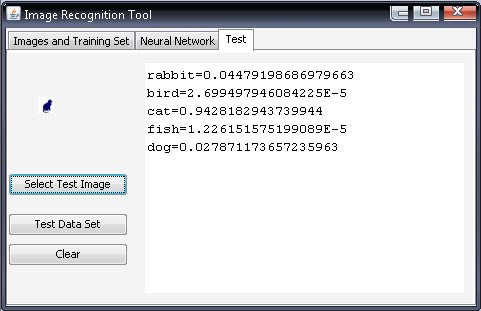 Image Recognition Tool
Images and Training Set
Neural Network
Test
rabbit=0.04479198686979663
bird=2.699497946084225E-5
cat=0.9428182943739944
fish=1.226151575199089E-5
dog=0.027871173657235963
Select Test Image
Test Data Set
Clear